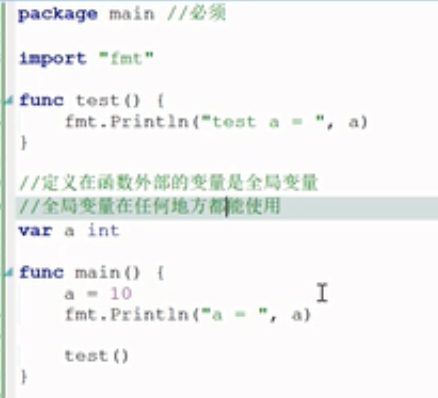 package main //必须
import "fmt"
func test() {
fmt.Println("test a = ", a)
}
//定义在函数外部的变量是全局变量
//全局变量在任何地方都能使用
var a int
func main() {
a = 10
fmt.Println("a = ", a)
test()
}